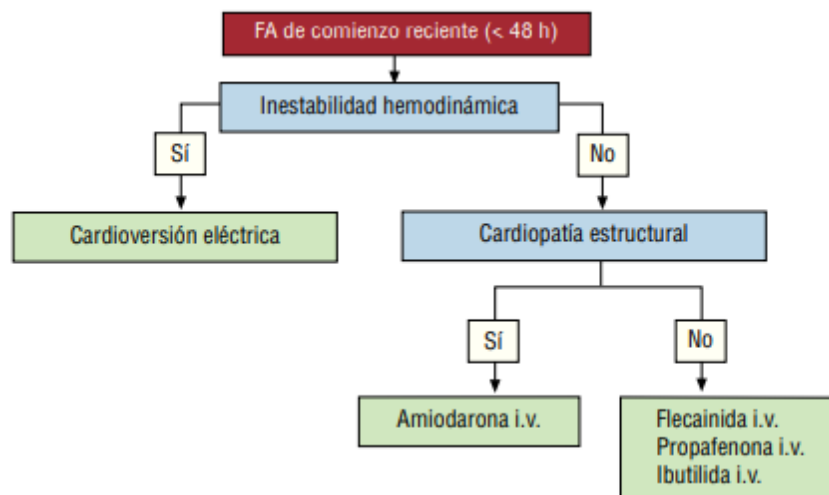 FA de comienzo reciente (< 48 h)
Inestabilidad hemodinámica
Sí
No
Cardioversión eléctrica
Cardiopatía estructural
Sí
No
Amiodarona i.v.
Flecainida i.v.
Propafenona i.v.
Ibutilida i.v.